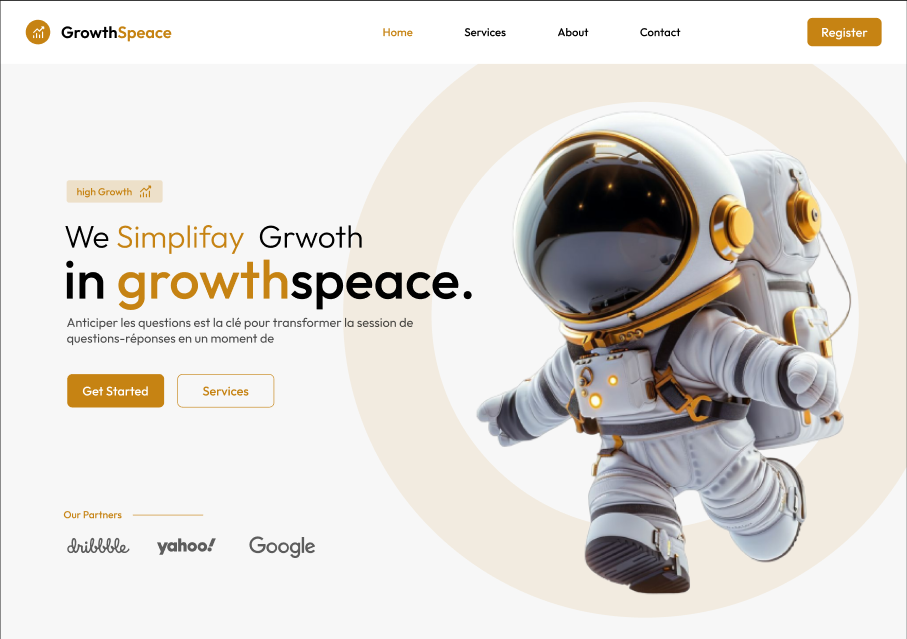 GrowthSpeace
Home
Services
About
Contact
Register
high Growth
We Simplifay Grwoth
in growthspeace.
Anticiper les questions est la clé pour transformer la session de
questions-réponses en un moment de
Get Started
Services
Our Partners
dribbble
yahoo!
Google